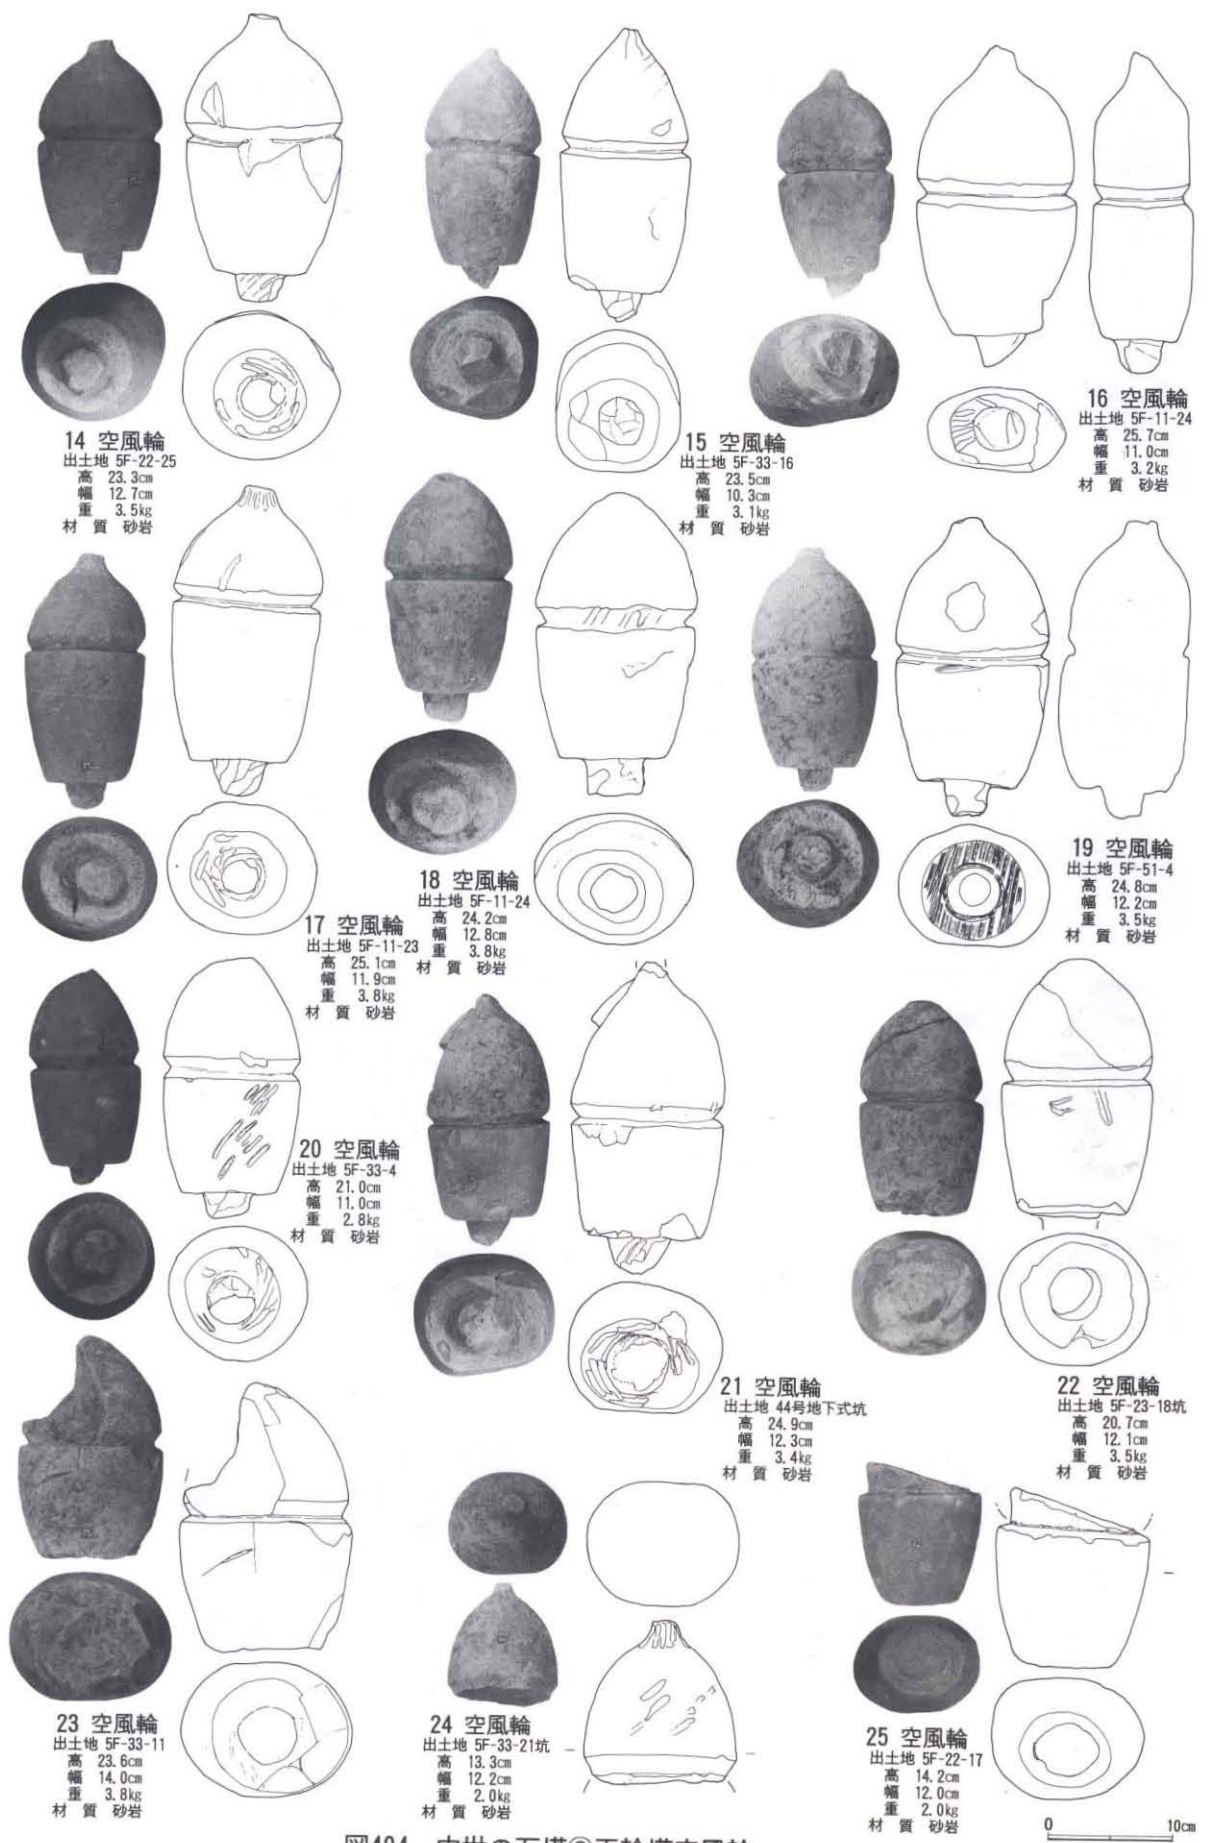 14 空風輪
出土地 5F-22-25
高 23.3cm
幅 12.7cm
重 3.5kg
材 質 砂岩
15 空風輪
出土地 5F-33-16
高 23.5cm
幅 10.3cm
重 3.1kg
材 質 砂岩
16 空風輪
出土地 5F-11-24
高 25.7cm
幅 11.0cm
重 3.2kg
材 質 砂岩
17 空風輪
出土地 5F-11-23
高 25.1cm
幅 11.9cm
重 3.8kg
材 質 砂岩
18 空風輪
出土地 5F-11-24
高 24.2cm
幅 12.8cm
重 3.8kg
材 質 砂岩
19 空風輪
出土地 5F-51-4
高 24.8cm
幅 12.2cm
重 3.5kg
材 質 砂岩
20 空風輪
出土地 5F-33-4
高 21.0cm
幅 11.0cm
重 2.8kg
材 質 砂岩
21 空風輪
出土地 44号地下式坑
高 24.9cm
幅 12.3cm
重 3.4kg
材 質 砂岩
22 空風輪
出土地 5F-23-18坑
高 20.7cm
幅 12.1cm
重 3.5kg
材 質 砂岩
23 空風輪
出土地 5F-33-11
高 23.6cm
幅 14.0cm
重 3.8kg
材 質 砂岩
24 空風輪
出土地 5F-33-21坑
高 13.3cm
幅 12.2cm
重 2.0kg
材 質 砂岩
25 空風輪
出土地 5F-22-17
高 14.2cm
幅 12.0cm
重 2.0kg
材 質 砂岩
0 10cm